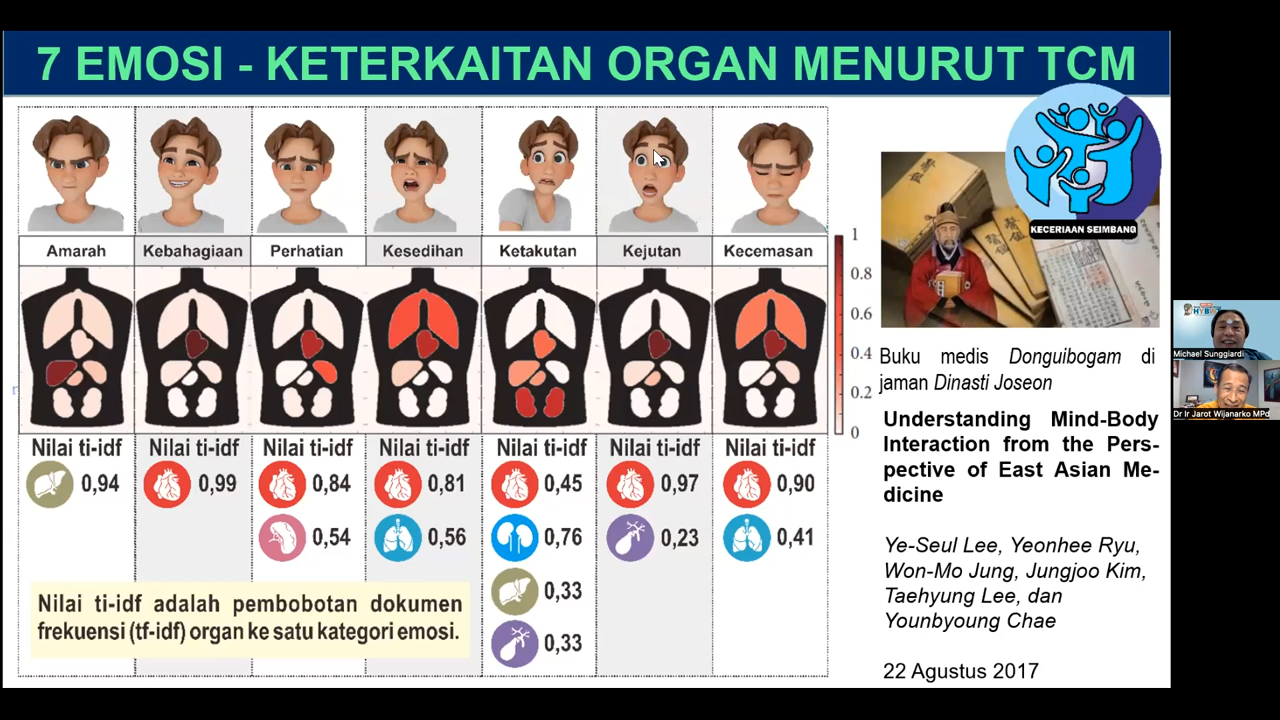 7 EMOSI - KETERKAITAN ORGAN MENURUT TCM
KECERIAAN SEIMBANG
Amarah
Kebahagiaan
Perhatian
Kesedihan
Ketakutan
Kejutan
Kecemasan
1
0.8
0.6
0.4
0.2
0
Nilai ti-idf
Nilai ti-idf
Nilai ti-idf
Nilai ti-idf
Nilai ti-idf
Nilai ti-idf
Nilai ti-idf
0,94
0,99
0,84
0,81
0,45
0,97
0,90
0,54
0,56
0,76
0,23
0,41
0,33
0,33
Nilai ti-idf adalah pembobotan dokumen
frekuensi (tf-idf) organ ke satu kategori emosi.
Buku medis Donguibogam di
jaman Dinasti Joseon
Understanding Mind-Body
Interaction from the Pers-
pective of East Asian Me-
dicine
Ye-Seul Lee, Yeonhee Ryu,
Won-Mo Jung, Jungjoo Kim,
Taehyung Lee, dan
Younbyoung Chae
22 Agustus 2017
Michael Sunggiardi
Dr Ir Jarot Wijanarko MPd